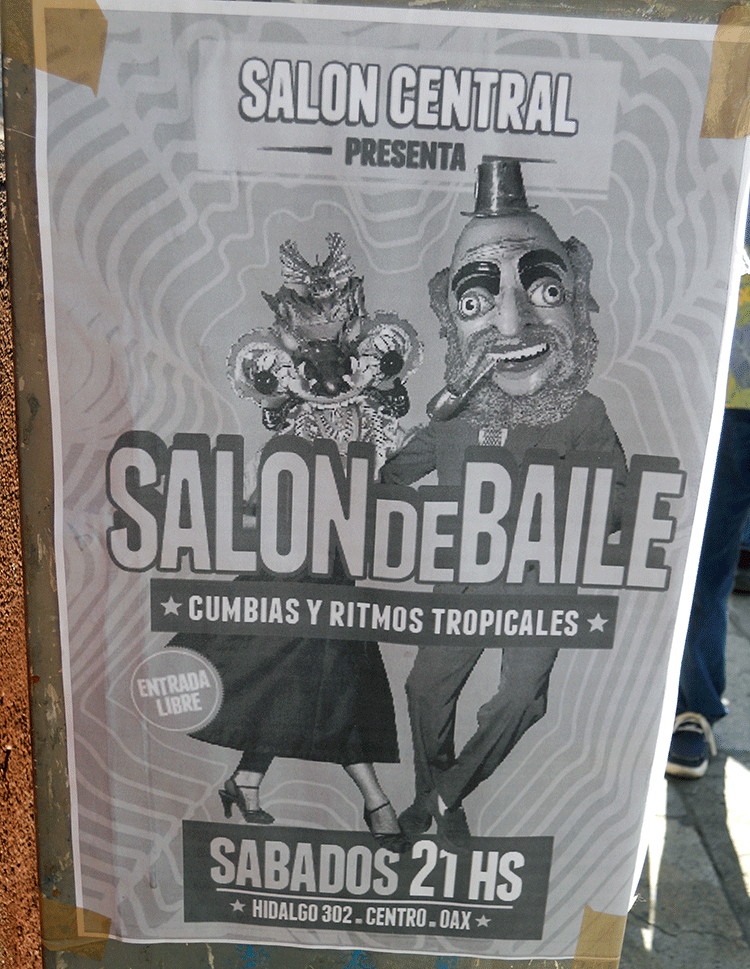 SALON CENTRAL
PRESENTA
SALON DE BAILE
★ CUMBIAS Y RITMOS TROPICALES ★
ENTRADA
LIBRE
SABADOS 21 HS
★ HIDALGO 302. CENTRO. OAX ★